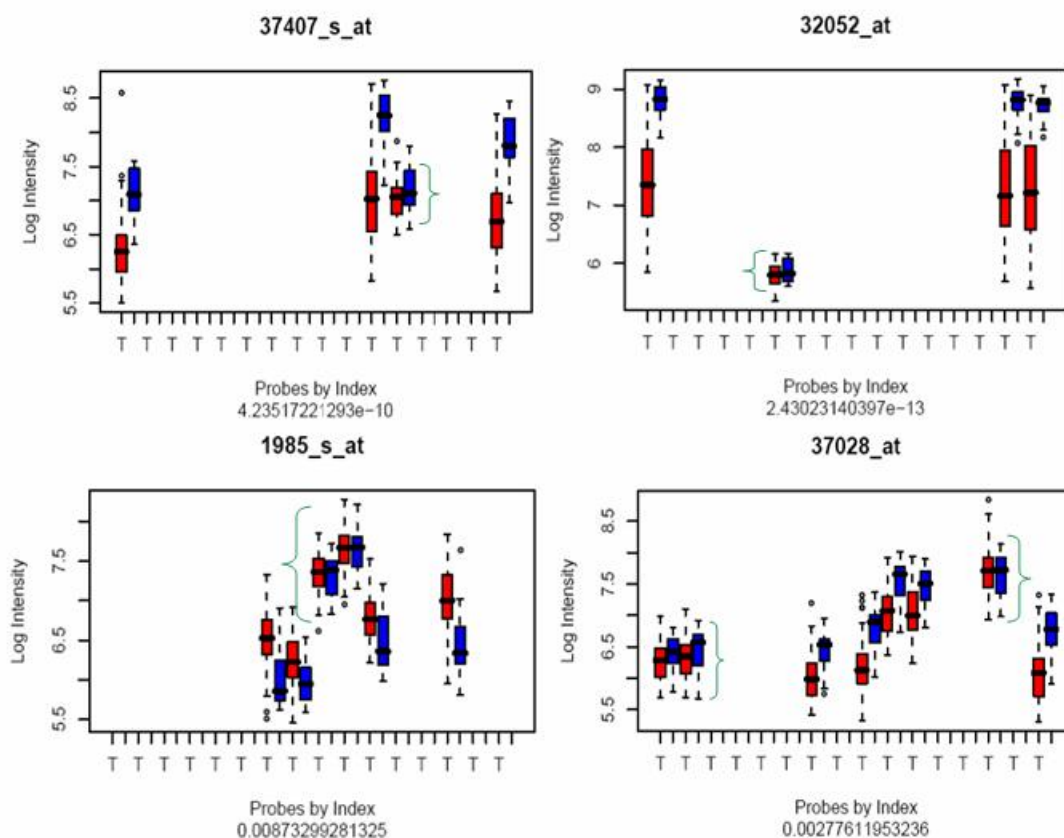 37407_s_at
Log Intensity
8.5
7.5
6.5
5.5
T T T T T T T T T T T T T T T T
Probes by Index
4.23517221293e-10
32052_at
Log Intensity
9
8
7
6
T T T T T T T T T T T T T T T T
Probes by Index
2.43023140397e-13
1985_s_at
Log Intensity
7.5
6.5
5.5
T T T T T T T T T T T T T T T T
Probes by Index
0.00873299281325
37028_at
Log Intensity
8.5
7.5
6.5
5.5
T T T T T T T T T T T T T T T T
Probes by Index
0.00277611953236